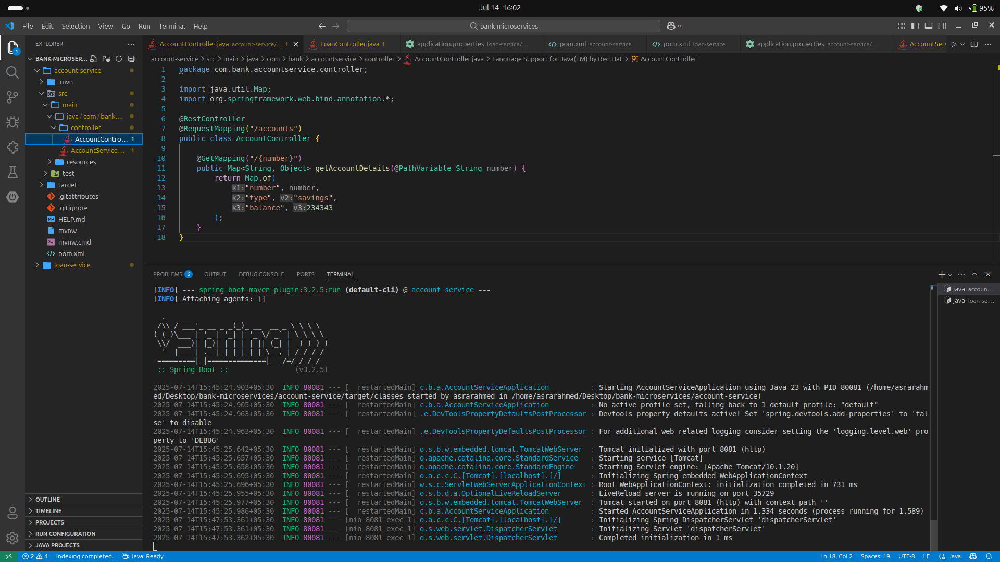 Jul 14 16:02
95%
File Edit Selection View Go Run Terminal Help
bank-microservices
EXPLORER
BANK-MICROSER...
account-service
.mvn
src
main
java/com/bank...
controller
AccountContro... 1
AccountService... 1
resources
test
target
.gitattributes
.gitignore
HELP.md
mvnw
mvnw.cmd
pom.xml
loan-service
OUTLINE
TIMELINE
PROJECTS
RUN CONFIGURATION
JAVA PROJECTS
AccountController.java account-service/... 1 LoanController.java 1 application.properties loan-service/... pom.xml account-service pom.xml loan-service application.properties account-service/... AccountServ
account-service > src > main > java > com > bank > accountservice > controller > AccountController.java > Language Support for Java(TM) by Red Hat > AccountController
1 package com.bank.accountservice.controller;
2
3 import java.util.Map;
4 import org.springframework.web.bind.annotation.*;
5
6 @RestController
7 @RequestMapping("/accounts")
8 public class AccountController {
9
10 @GetMapping("/{number}")
11 public Map<String, Object> getAccountDetails(@PathVariable String number) {
12 return Map.of(
13 k1:"number", number,
14 k2:"type", v2:"savings",
15 k3:"balance", v3:234343
16 );
17 }
18 }
PROBLEMS 6 OUTPUT DEBUG CONSOLE PORTS TERMINAL
java accoun...
java loan-se...
[INFO] --- spring-boot-maven-plugin:3.2.5:run (default-cli) @ account-service ---
[INFO] Attaching agents: []
:: Spring Boot :: (v3.2.5)
2025-07-14T15:45:24.903+05:30 INFO 80081 --- [ restartedMain] c.b.a.AccountServiceApplication : Starting AccountServiceApplication using Java 23 with PID 80081 (/home/asrarahm
ed/Desktop/bank-microservices/account-service/target/classes started by asrarahmed in /home/asrarahmed/Desktop/bank-microservices/account-service)
2025-07-14T15:45:24.905+05:30 INFO 80081 --- [ restartedMain] c.b.a.AccountServiceApplication : No active profile set, falling back to 1 default profile: "default"
2025-07-14T15:45:24.963+05:30 INFO 80081 --- [ restartedMain] .e.DevToolsPropertyDefaultsPostProcessor : Devtools property defaults active! Set 'spring.devtools.add-properties' to 'fal
se' to disable
2025-07-14T15:45:24.963+05:30 INFO 80081 --- [ restartedMain] .e.DevToolsPropertyDefaultsPostProcessor : For additional web related logging consider setting the 'logging.level.web' pro
perty to 'DEBUG'
2025-07-14T15:45:25.642+05:30 INFO 80081 --- [ restartedMain] o.s.b.w.embedded.tomcat.TomcatWebServer : Tomcat initialized with port 8081 (http)
2025-07-14T15:45:25.657+05:30 INFO 80081 --- [ restartedMain] o.apache.catalina.core.StandardService : Starting service [Tomcat]
2025-07-14T15:45:25.658+05:30 INFO 80081 --- [ restartedMain] o.apache.catalina.core.StandardEngine : Starting Servlet engine: [Apache Tomcat/10.1.20]
2025-07-14T15:45:25.695+05:30 INFO 80081 --- [ restartedMain] o.a.c.c.C.[Tomcat].[localhost].[/] : Initializing Spring embedded WebApplicationContext
2025-07-14T15:45:25.696+05:30 INFO 80081 --- [ restartedMain] w.s.c.ServletWebServerApplicationContext : Root WebApplicationContext: initialization completed in 731 ms
2025-07-14T15:45:25.955+05:30 INFO 80081 --- [ restartedMain] o.s.b.d.a.OptionalLiveReloadServer : LiveReload server is running on port 35729
2025-07-14T15:45:25.977+05:30 INFO 80081 --- [ restartedMain] o.s.b.w.embedded.tomcat.TomcatWebServer : Tomcat started on port 8081 (http) with context path ''
2025-07-14T15:45:25.986+05:30 INFO 80081 --- [ restartedMain] c.b.a.AccountServiceApplication : Started AccountServiceApplication in 1.334 seconds (process running for 1.589)
2025-07-14T15:47:53.361+05:30 INFO 80081 --- [nio-8081-exec-1] o.a.c.c.C.[Tomcat].[localhost].[/] : Initializing Spring DispatcherServlet 'dispatcherServlet'
2025-07-14T15:47:53.361+05:30 INFO 80081 --- [nio-8081-exec-1] o.s.web.servlet.DispatcherServlet : Initializing Servlet 'dispatcherServlet'
2025-07-14T15:47:53.362+05:30 INFO 80081 --- [nio-8081-exec-1] o.s.web.servlet.DispatcherServlet : Completed initialization in 1 ms
2 4 Indexing completed. Java: Ready Ln 18, Col 2 Spaces: 19 UTF-8 LF {} Java